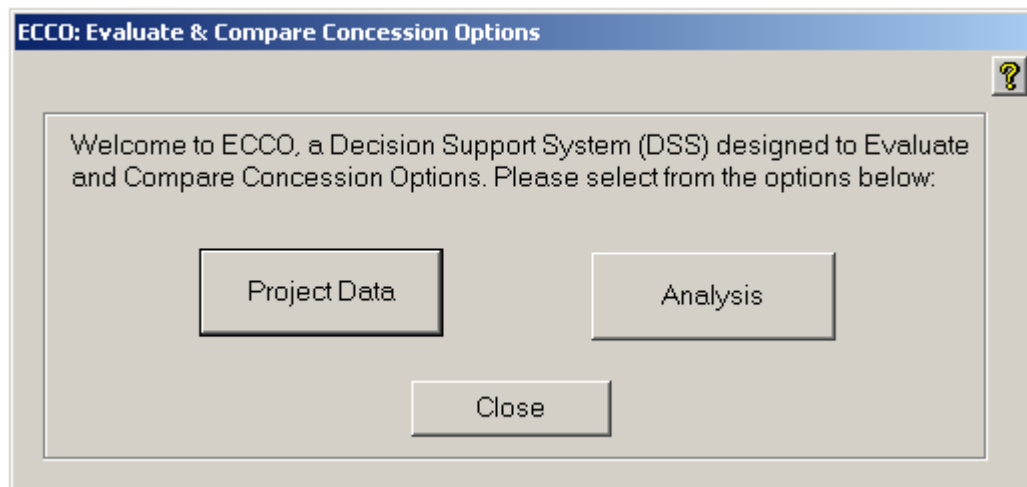 ECCO: Evaluate & Compare Concession Options
?
Welcome to ECCO, a Decision Support System (DSS) designed to Evaluate
and Compare Concession Options. Please select from the options below:
Project Data
Analysis
Close